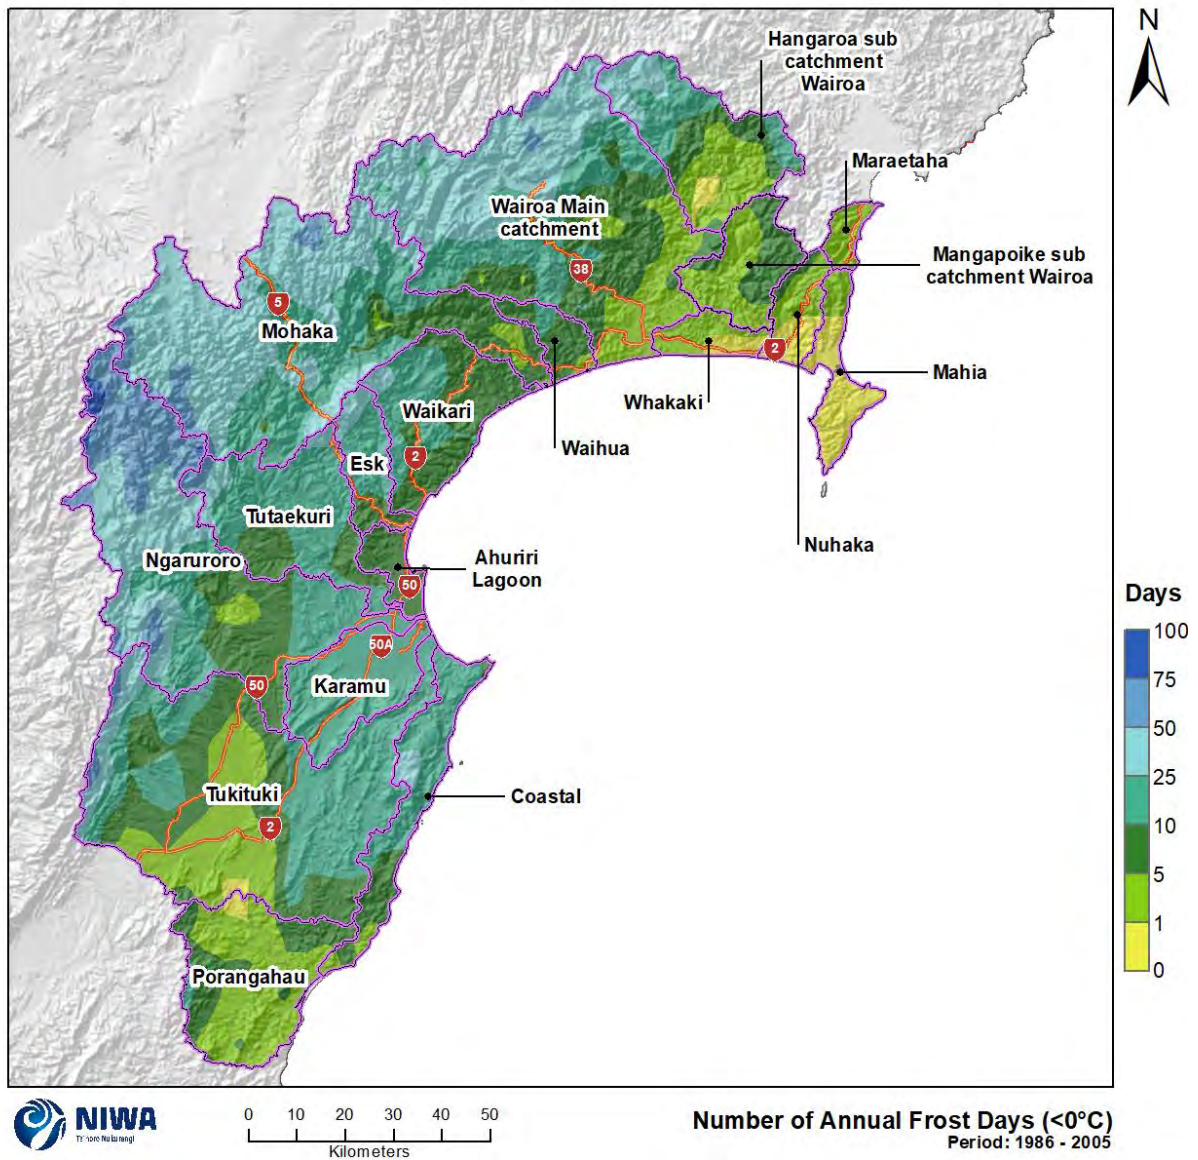 N
Hangaroa sub
catchment
Wairoa
Maraetaha
Wairoa Main
catchment
Mangapoike sub
catchment Wairoa
38
5
Mohaka
2
Mahia
Whakaki
Waikari
Waihua
2
Esk
Tutaekuri
Nuhaka
Ngaruroro
Ahuriri
Lagoon
50
Days
100
75
50
25
10
5
1
0
50A
50
Karamu
Tukituki
Coastal
2
Porangahau
NIWA
Taihoro Nukurangi
0 10 20 30 40 50
Kilometers
Number of Annual Frost Days (<0°C)
Period: 1986 - 2005